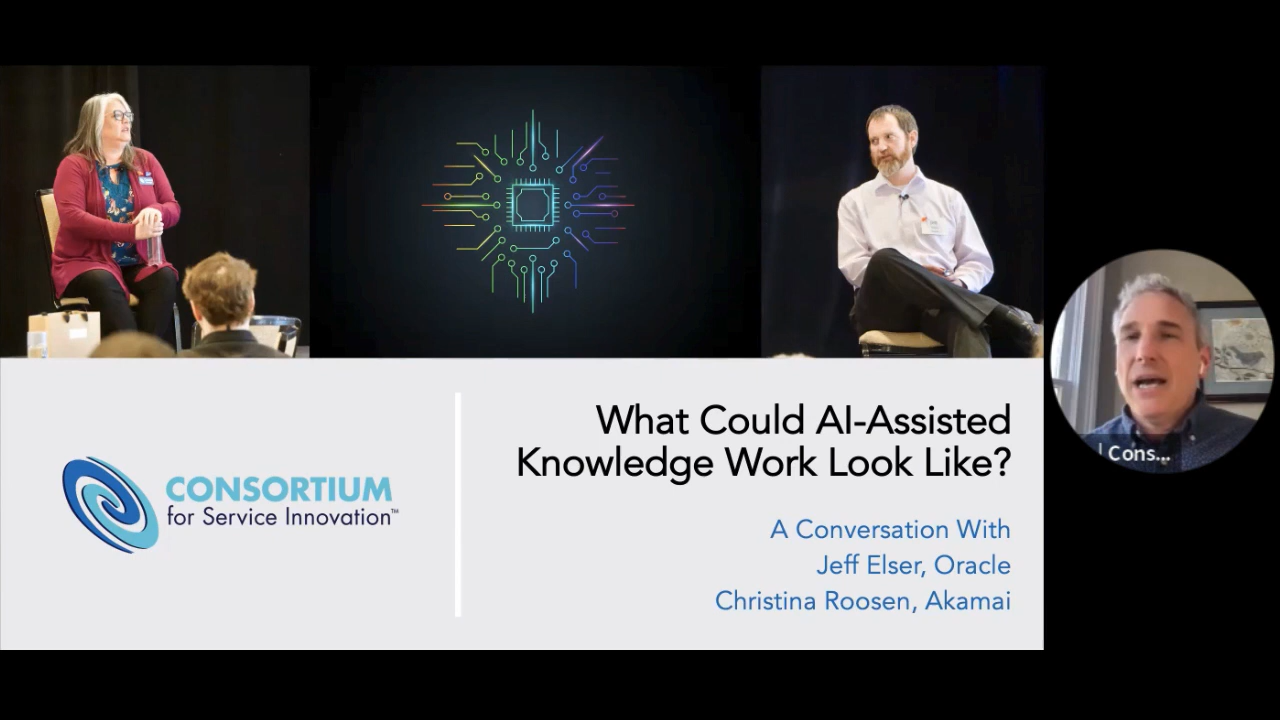 What Could AI-Assisted
Knowledge Work Look Like?
CONSORTIUM
for Service Innovation™
A Conversation With
Jeff Elser, Oracle
Christina Roosen, Akamai
Cons...